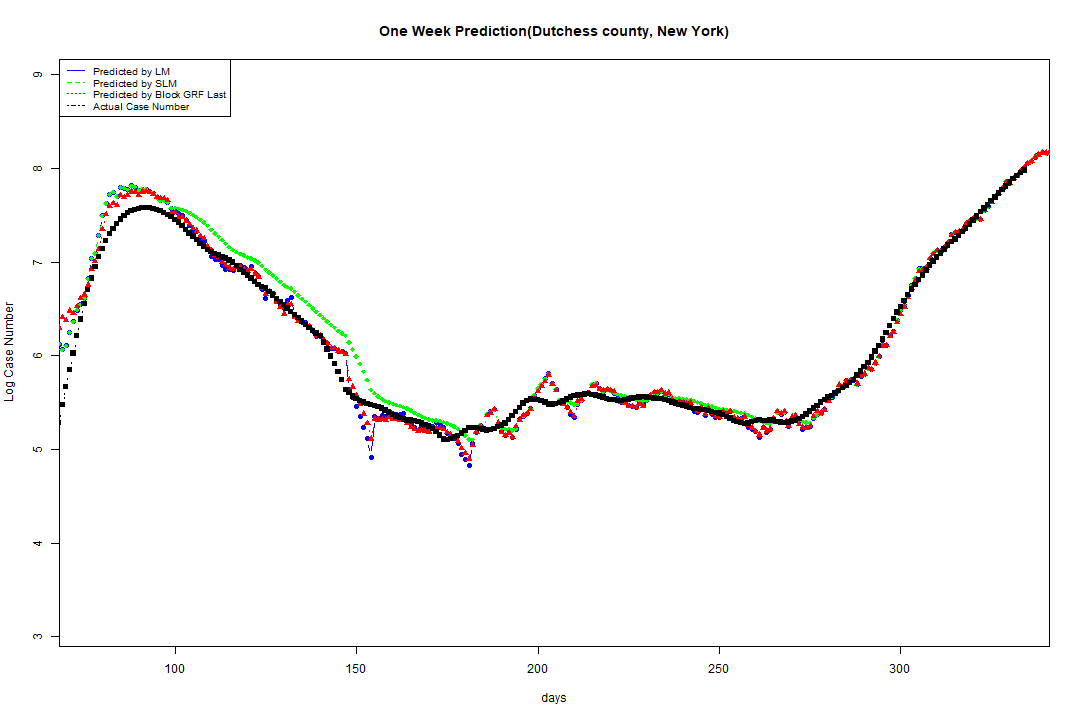 One Week Prediction(Dutchess county, New York)
Predicted by LM
Predicted by SLM
Predicted by Block GRF Last
Actual Case Number
9
8
7
6
5
4
3
Log Case Number
100 150 200 250 300
days